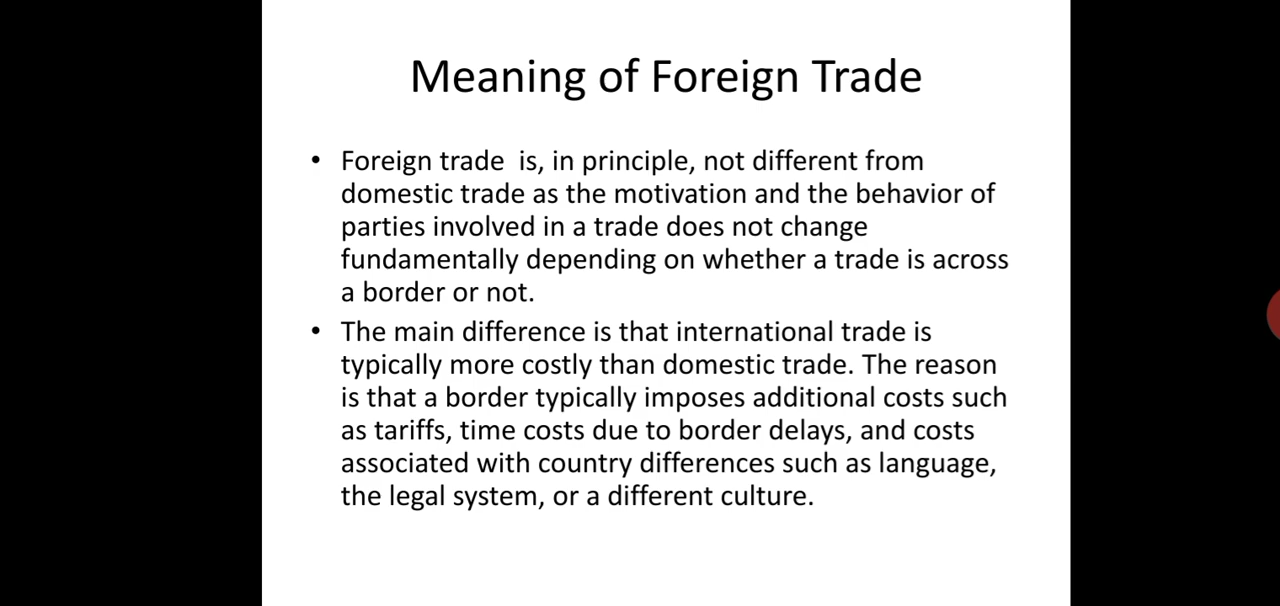 Meaning of Foreign Trade
• Foreign trade  is, in principle, not different from
domestic trade as the motivation and the behavior of
parties involved in a trade does not change
fundamentally depending on whether a trade is across
a border or not.
• The main difference is that international trade is
typically more costly than domestic trade. The reason
is that a border typically imposes additional costs such
as tariffs, time costs due to border delays, and costs
associated with country differences such as language,
the legal system, or a different culture.